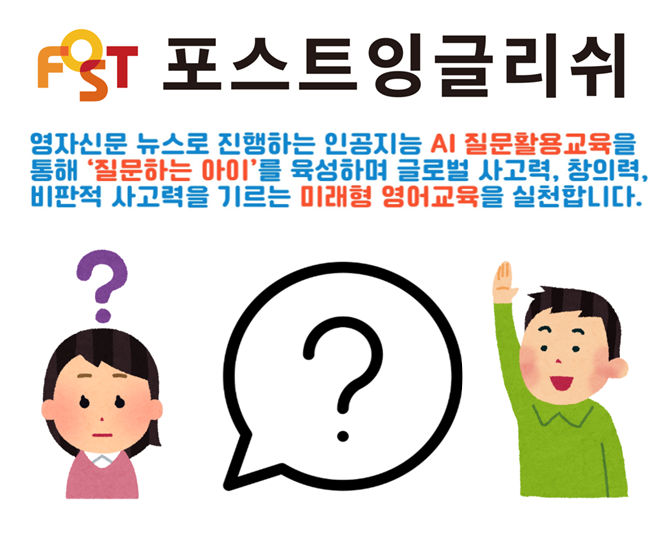 FOST 포스트잉글리쉬
영자신문 뉴스로 진행하는 인공지능 AI 질문활용교육을
통해 ‘질문하는 아이’를 육성하며 글로벌 사고력, 창의력,
비판적 사고력을 기르는 미래형 영어교육을 실천합니다.
?
?